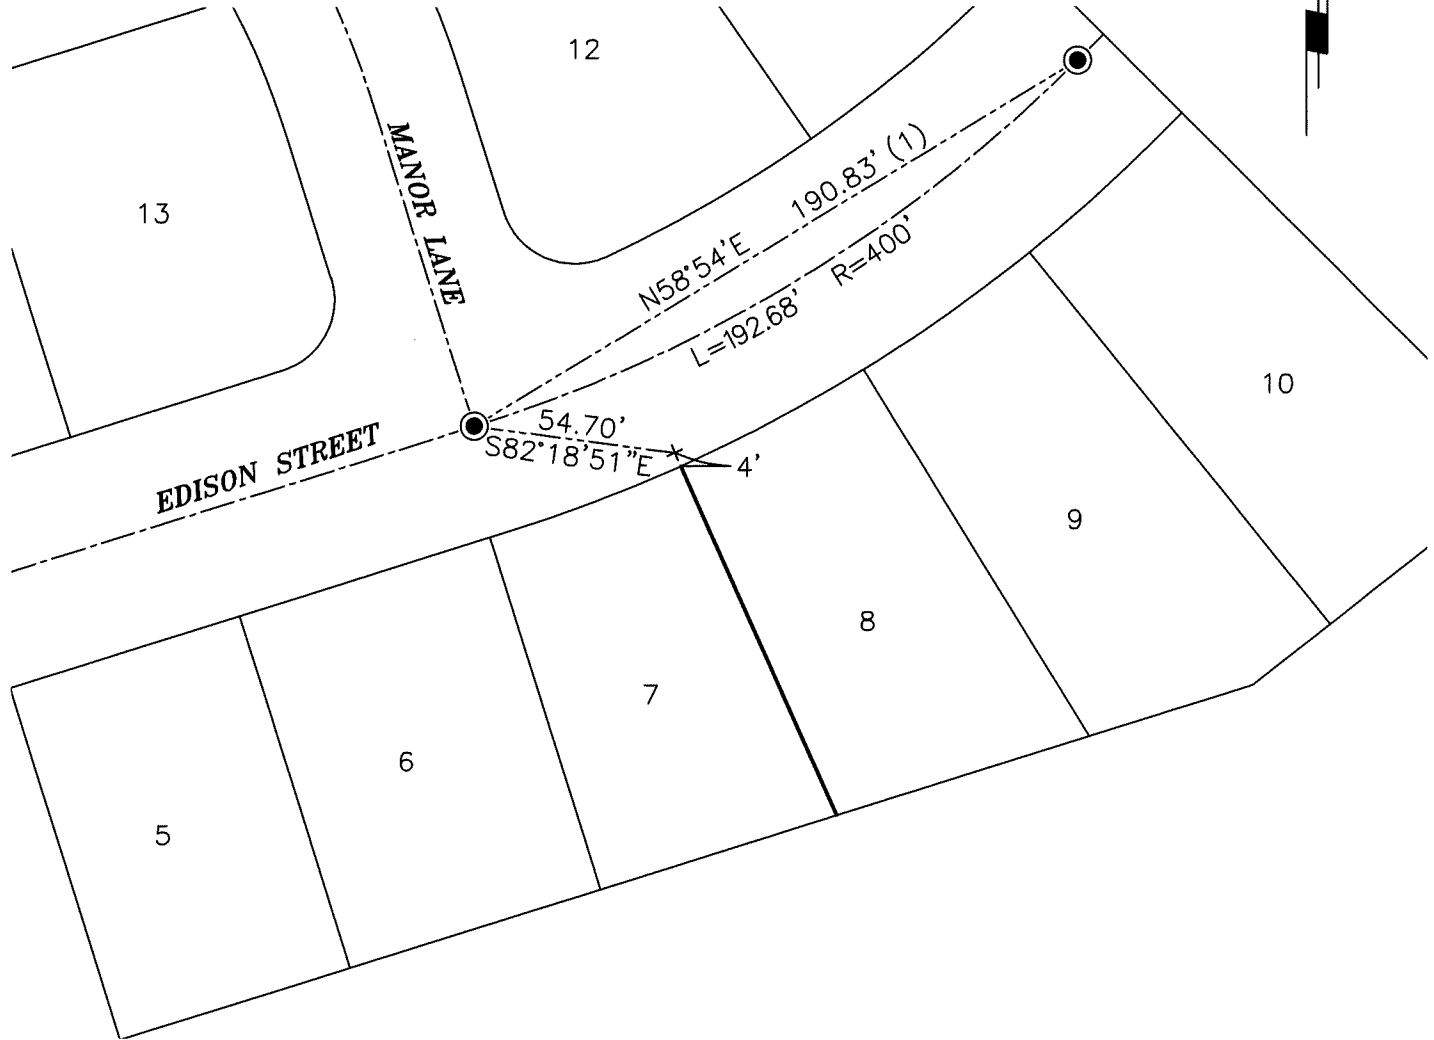 12
13
MANOR LANE
190.83' (1)
N58°54'E
R=400'
L=192.68'
10
54.70'
S82°18'51"E
4'
EDISON STREET
9
8
7
6
5